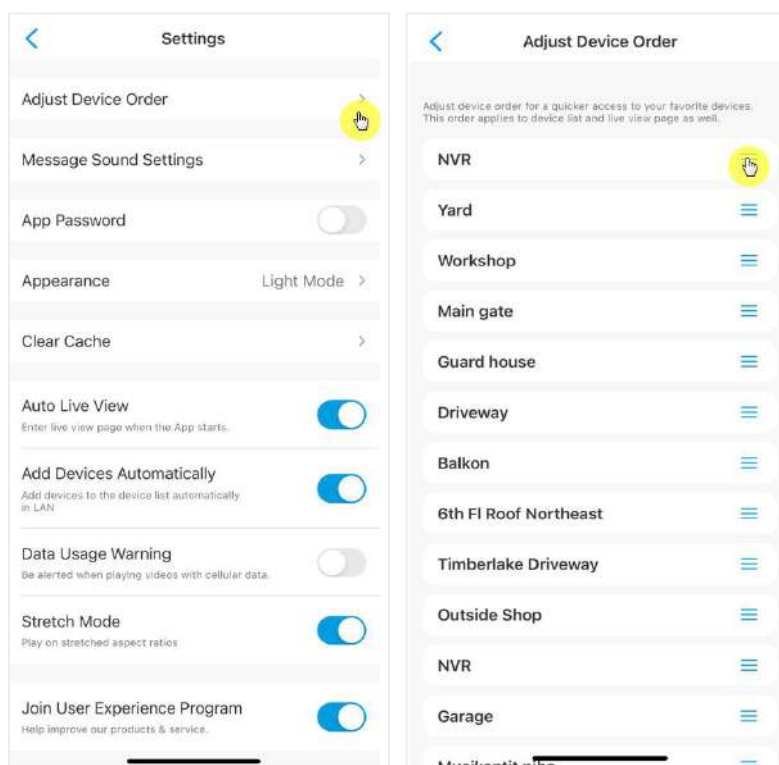 Settings
Adjust Device Order
Message Sound Settings
App Password
Appearance
Light Mode
Clear Cache
Auto Live View
Enter live view page when the App starts.
Add Devices Automatically
Add devices to the device list automatically
in LAN
Data Usage Warning
Be alerted when playing videos with cellular data.
Stretch Mode
Play on stretched aspect ratios
Join User Experience Program
Help improve our products & service.
Adjust Device Order
Adjust device order for a quicker access to your favorite devices.
This order applies to device list and live view page as well.
NVR
Yard
Workshop
Main gate
Guard house
Driveway
Balkon
6th Fl Roof Northeast
Timberlake Driveway
Outside Shop
NVR
Garage